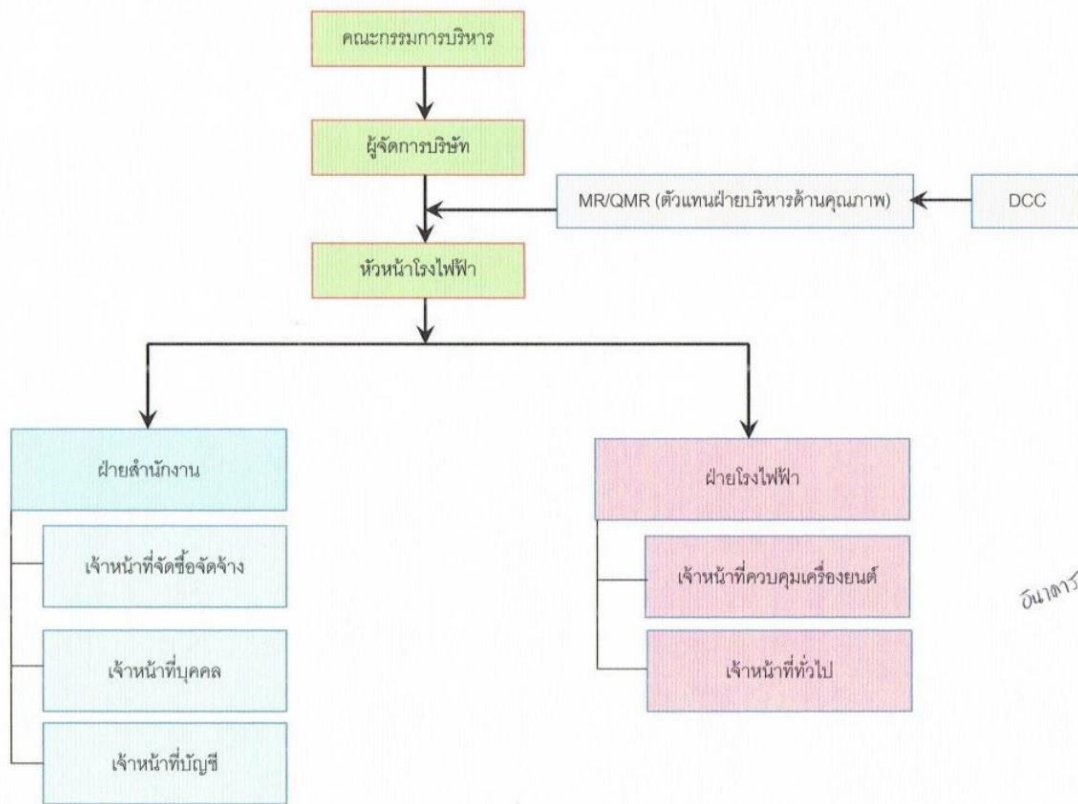 คณะกรรมการบริหาร
ผู้จัดการบริษัท
MR/QMR (ตัวแทนฝ่ายบริหารด้านคุณภาพ)
DCC
หัวหน้าโรงไฟฟ้า
ฝ่ายสำนักงาน
ฝ่ายโรงไฟฟ้า
เจ้าหน้าที่จัดซื้อจัดจ้าง
เจ้าหน้าที่ควบคุมเครื่องยนต์
เจ้าหน้าที่บุคคล
เจ้าหน้าที่ทั่วไป
เจ้าหน้าที่บัญชี